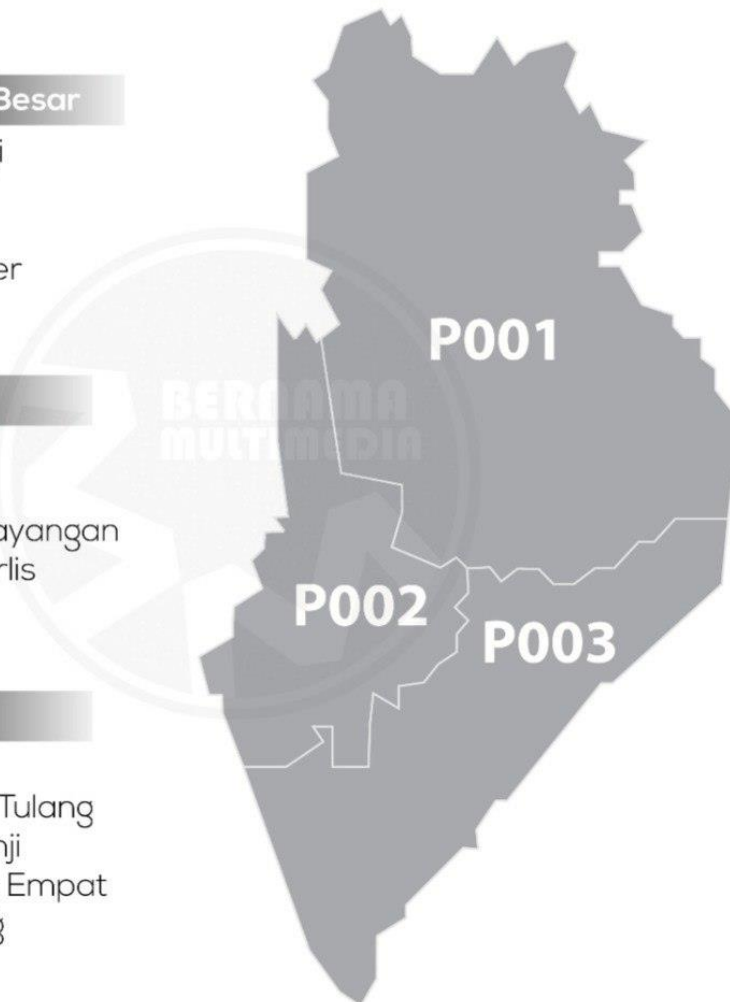 Besar
i
er
ayangan
rlis
Tulang
nji
Empat
g
P001
P002
P003
BERNAMA
MULTIMEDIA